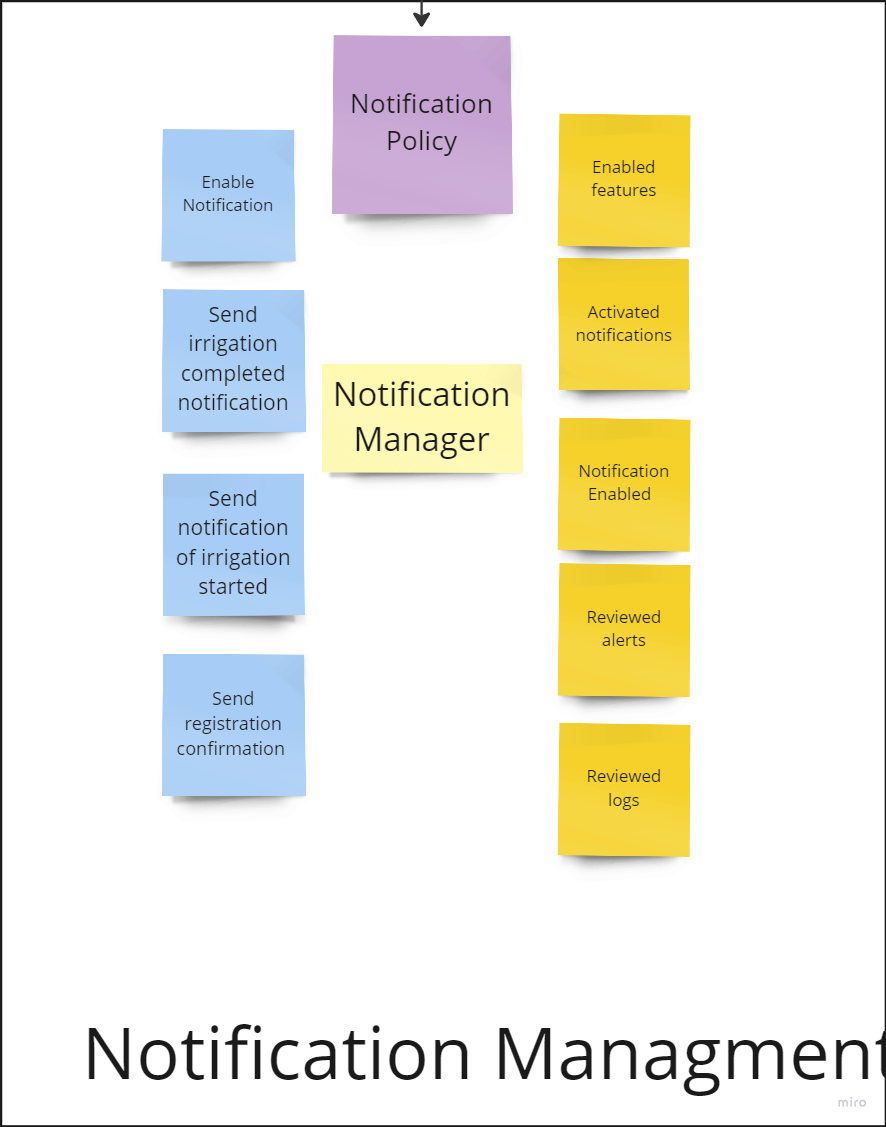 Notification
Policy
Enable
Notification
Send
irrigation
completed
notification
Send
notification
of irrigation
started
Send
registration
confirmation
Notification
Manager
Enabled
features
Activated
notifications
Notification
Enabled
Reviewed
alerts
Reviewed
logs
Notification Managment
miro